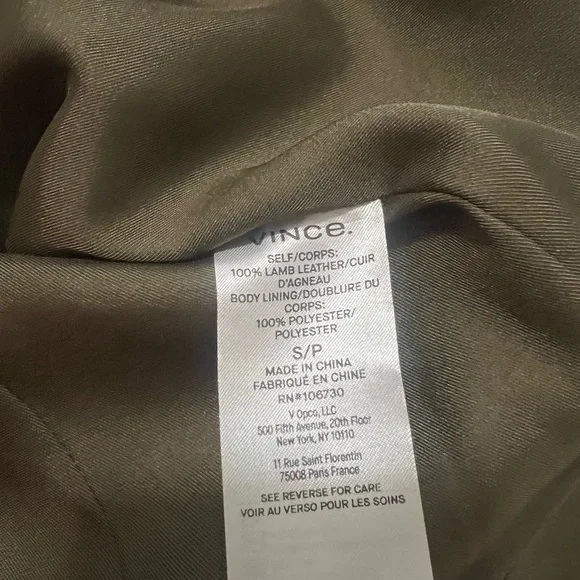 VINCe.
SELF/CORPS:
100% LAMB LEATHER/CUIR
D'AGNEAU
BODY LINING/DOUBLURE DU
CORPS:
100% POLYESTER/
POLYESTER
S/P
MADE IN CHINA
FABRIQUÉ EN CHINE
RN#106730
V Opco, LLC
500 Fifth Avenue, 20th Floor
New York, NY 10110
11 Rue Saint Florentin
75008 Paris France
SEE REVERSE FOR CARE
VOIR AU VERSO POUR LES SOINS